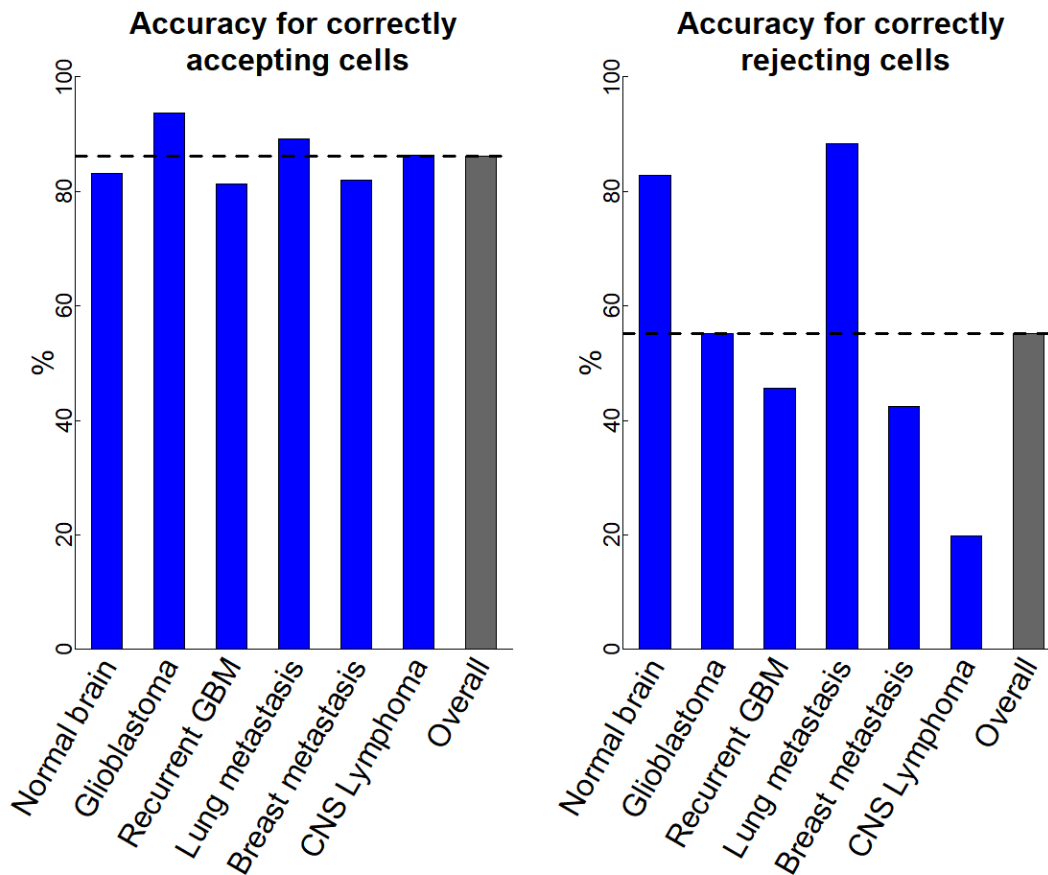 Accuracy for correctly
accepting cells
%
100
80
60
40
20
0
Normal brain
Glioblastoma
Recurrent GBM
Lung metastasis
Breast metastasis
CNS Lymphoma
Overall
Accuracy for correctly
rejecting cells
%
100
80
60
40
20
0
Normal brain
Glioblastoma
Recurrent GBM
Lung metastasis
Breast metastasis
CNS Lymphoma
Overall